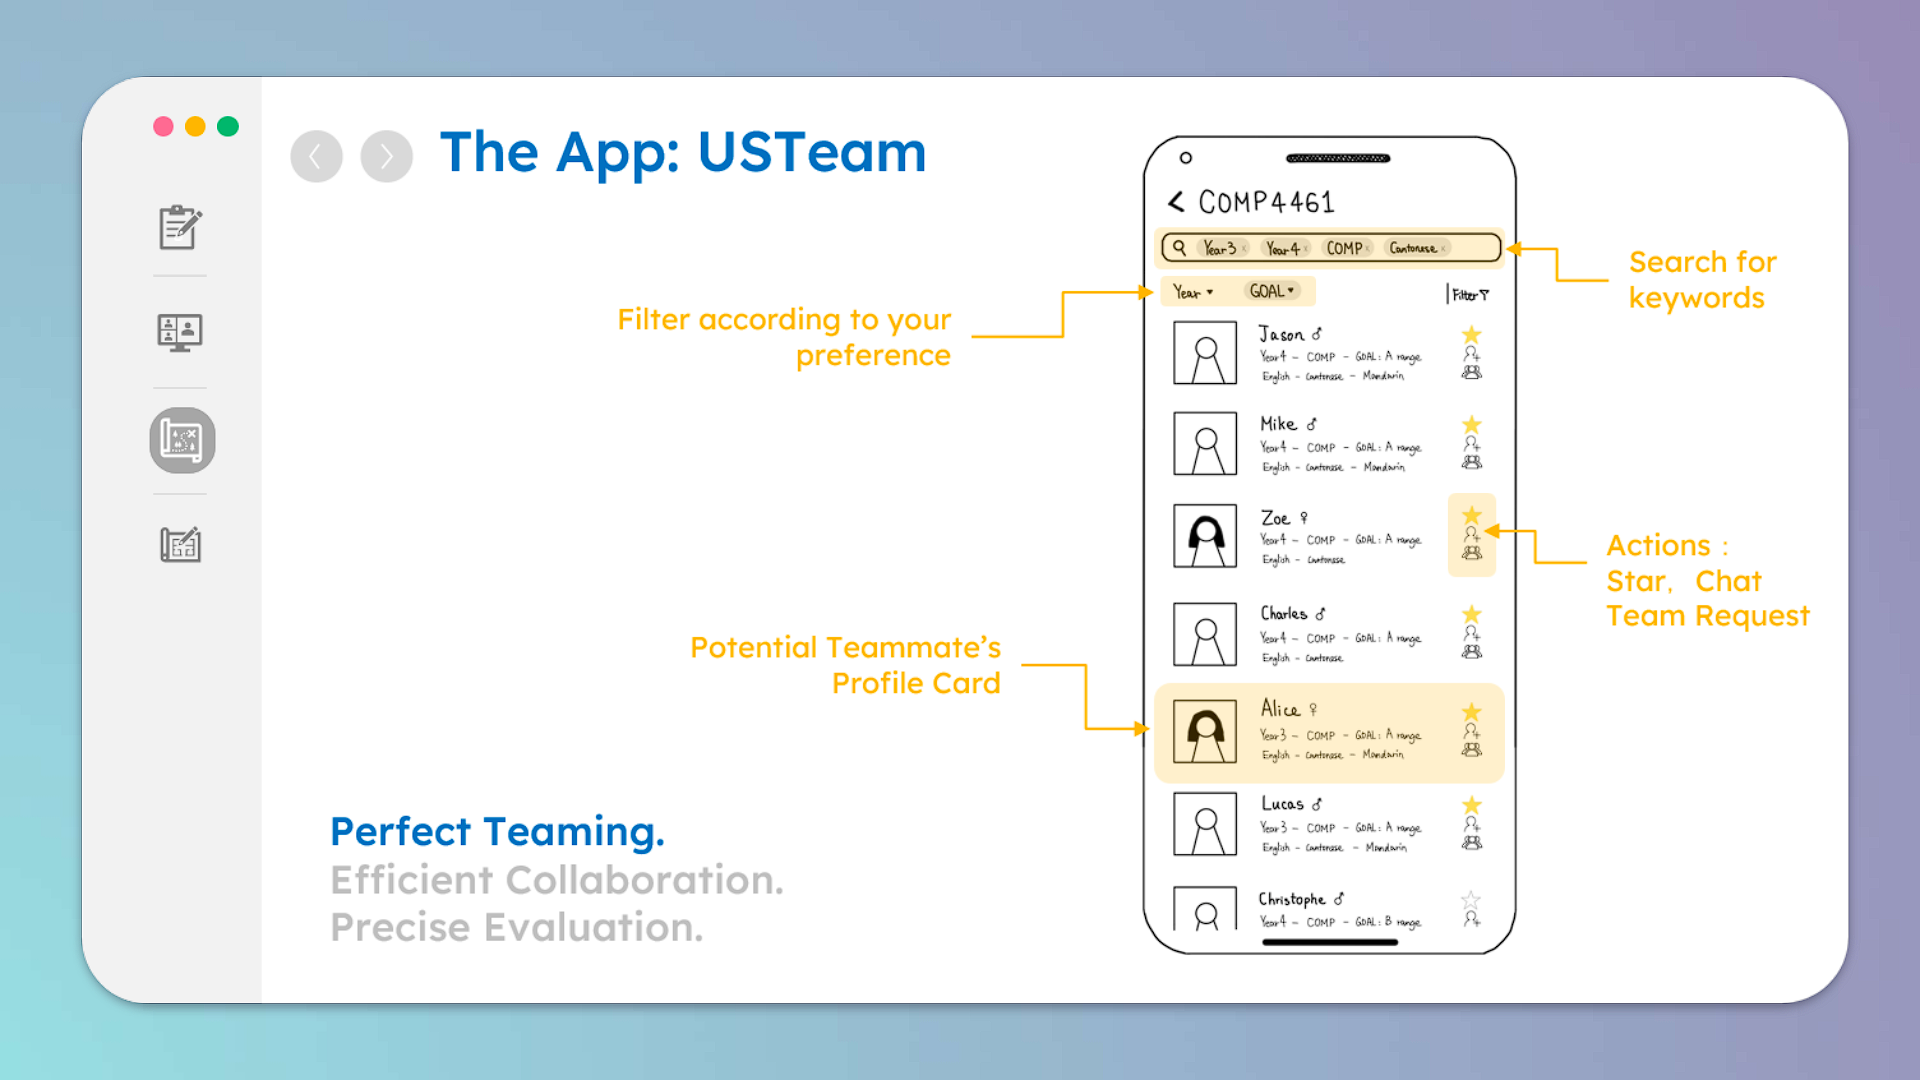 The App: USTeam
< COMP4461
Year3 x Year4 x COMP x Cantonese x
Search for
keywords
Year ▾ GOAL ▾ Filter
Filter according to your
preference
Jason ♂
Year4 - COMP - GOAL: A range
English - Cantonese - Mandarin
Mike ♂
Year4 - COMP - GOAL: A range
English - Cantonese - Mandarin
Zoe ♀
Year4 - COMP - GOAL: A range
English - Cantonese
Actions：
Star， Chat
Team Request
Charles ♂
Year4 - COMP - GOAL: A range
English - Cantonese
Potential Teammate’s
Profile Card
Alice ♀
Year3 - COMP - GOAL: A range
English - Cantonese - Mandarin
Lucas ♂
Year3 - COMP - GOAL: A range
English - Cantonese - Mandarin
Christophe ♂
Year4 - COMP - GOAL: B range
Perfect Teaming.
Efficient Collaboration.
Precise Evaluation.